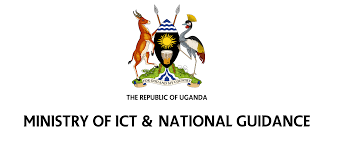 THE REPUBLIC OF UGANDA
MINISTRY OF ICT & NATIONAL GUIDANCE